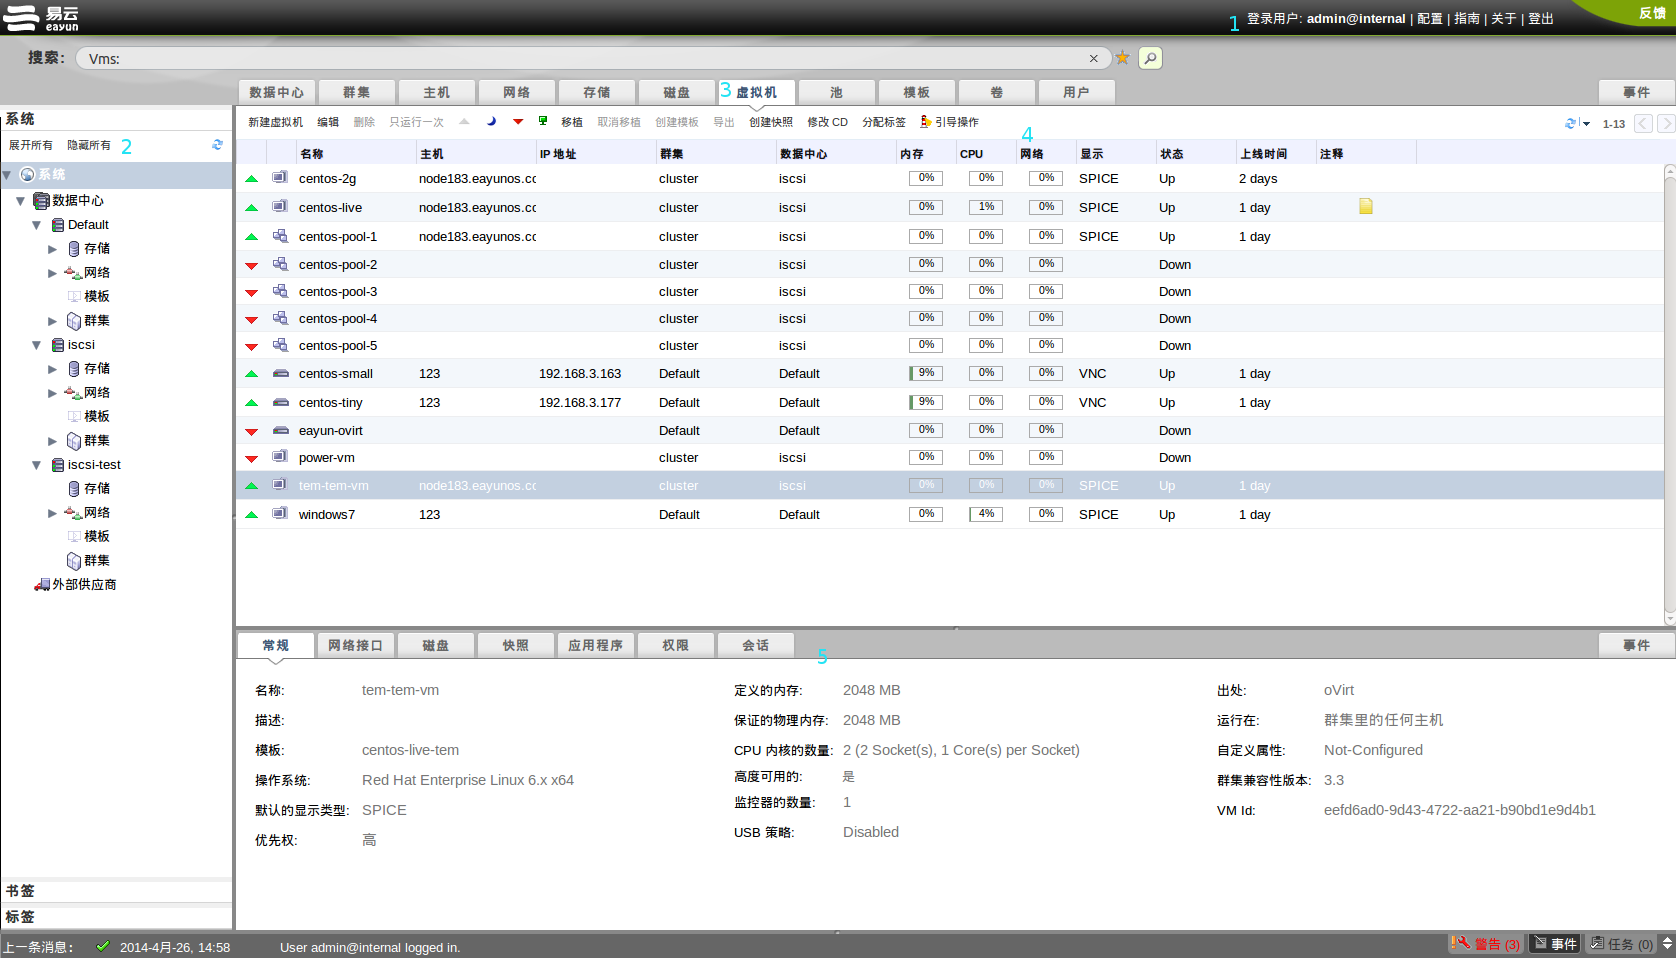 易云
eayun
1 登录用户: admin@internal | 配置 | 指南 | 关于 | 登出
反馈
搜索: Vms:
数据中心 群集 主机 网络 存储 磁盘 3 虚拟机 池 模板 卷 用户 事件
系统
展开所有 隐藏所有 2
系统
数据中心
Default
存储
网络
模板
群集
iscsi
存储
网络
模板
群集
iscsi-test
存储
网络
模板
群集
外部供应商
书签
标签
新建虚拟机 编辑 删除 只运行一次 移植 取消移植 创建模板 导出 创建快照 修改 CD 分配标签 引导操作 1-13
4
名称 主机 IP 地址 群集 数据中心 内存 CPU 网络 显示 状态 上线时间 注释
centos-2g node183.eayunos.cc cluster iscsi 0% 0% 0% SPICE Up 2 days
centos-live node183.eayunos.cc cluster iscsi 0% 1% 0% SPICE Up 1 day
centos-pool-1 node183.eayunos.cc cluster iscsi 0% 0% 0% SPICE Up 1 day
centos-pool-2 cluster iscsi 0% 0% 0% Down
centos-pool-3 cluster iscsi 0% 0% 0% Down
centos-pool-4 cluster iscsi 0% 0% 0% Down
centos-pool-5 cluster iscsi 0% 0% 0% Down
centos-small 123 192.168.3.163 Default Default 9% 0% 0% VNC Up 1 day
centos-tiny 123 192.168.3.177 Default Default 9% 0% 0% VNC Up 1 day
eayun-ovirt Default Default 0% 0% 0% Down
power-vm cluster iscsi 0% 0% 0% Down
tem-tem-vm node183.eayunos.cc cluster iscsi 0% 0% 0% SPICE Up 1 day
windows7 123 Default Default 0% 4% 0% SPICE Up 1 day
常规 网络接口 磁盘 快照 应用程序 权限 会话 5 事件
名称: tem-tem-vm
描述:
模板: centos-live-tem
操作系统: Red Hat Enterprise Linux 6.x x64
默认的显示类型: SPICE
优先权: 高
定义的内存: 2048 MB
保证的物理内存: 2048 MB
CPU 内核的数量: 2 (2 Socket(s), 1 Core(s) per Socket)
高度可用的: 是
监控器的数量: 1
USB 策略: Disabled
出处: oVirt
运行在: 群集里的任何主机
自定义属性: Not-Configured
群集兼容性版本: 3.3
VM Id: eefd6ad0-9d43-4722-aa21-b90bd1e9d4b1
上一条消息: 2014-4月-26, 14:58 User admin@internal logged in. 警告 (3) 事件 任务 (0)